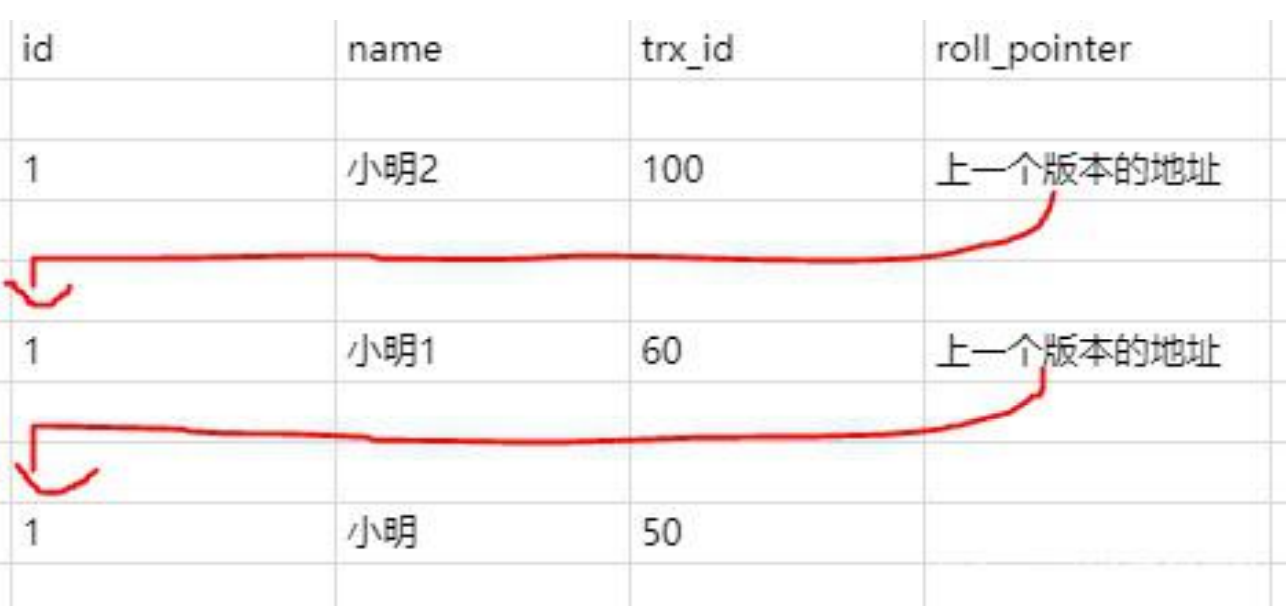 id name trx_id roll_pointer
1 小明2 100 上一个版本的地址
1 小明1 60 上一个版本的地址
1 小明 50